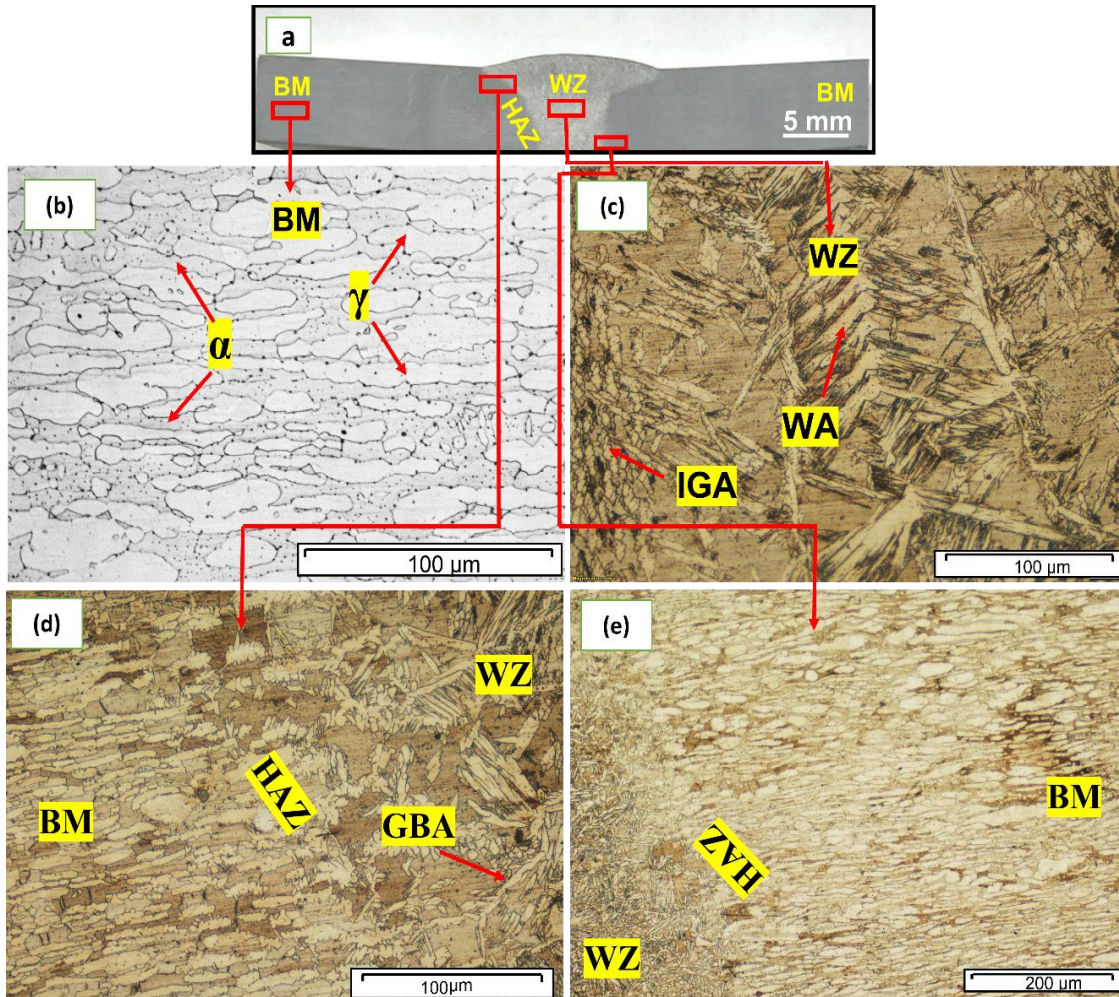 a
BM
WZ
HAZ
BM
5 mm
(b)
BM
α
γ
100 µm
(c)
WZ
WA
IGA
100 µm
(d)
WZ
HAZ
BM
GBA
100µm
(e)
BM
HAZ
WZ
200 µm